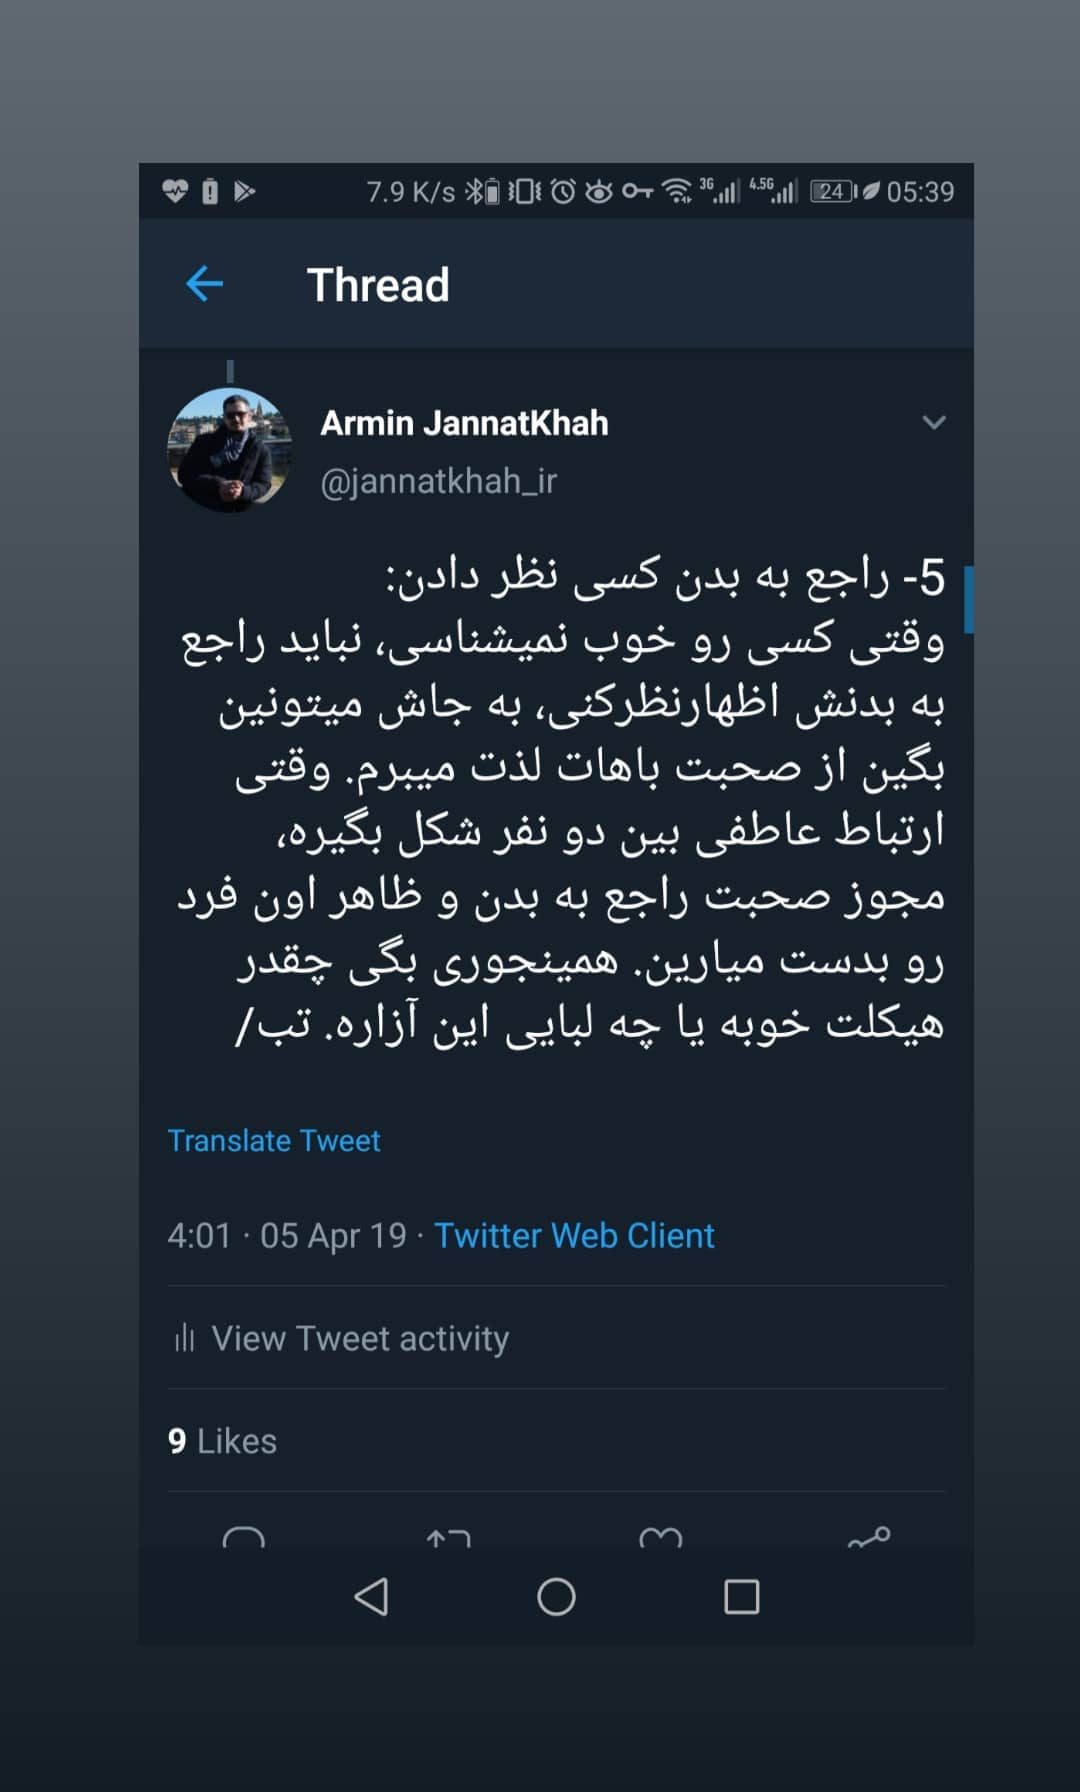 7.9 K/s 3G 4.5G 24 05:39
Thread
Armin JannatKhah
@jannatkhah_ir
5- راجع به بدن کسی نظر دادن:
وقتی کسی رو خوب نمیشناسی، نباید راجع
به بدنش اظهارنظرکنی، به جاش میتونین
بگین از صحبت باهات لذت میبرم. وقتی
ارتباط عاطفی بین دو نفر شکل بگیره،
مجوز صحبت راجع به بدن و ظاهر اون فرد
رو بدست میارین. همینجوری بگی چقدر
هیکلت خوبه یا چه لبایی این آزاره. تب/
Translate Tweet
4:01 · 05 Apr 19 · Twitter Web Client
View Tweet activity
9 Likes